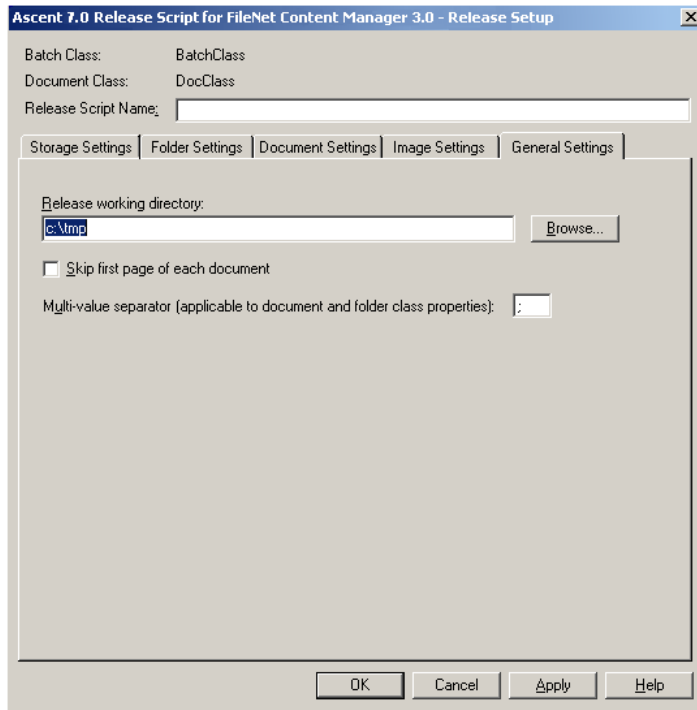 Ascent 7.0 Release Script for FileNet Content Manager 3.0 - Release Setup
Batch Class: BatchClass
Document Class: DocClass
Release Script Name:
Storage Settings Folder Settings Document Settings Image Settings General Settings
Release working directory:
c:\tmp Browse...
Skip first page of each document
Multi-value separator (applicable to document and folder class properties): ;
OK Cancel Apply Help